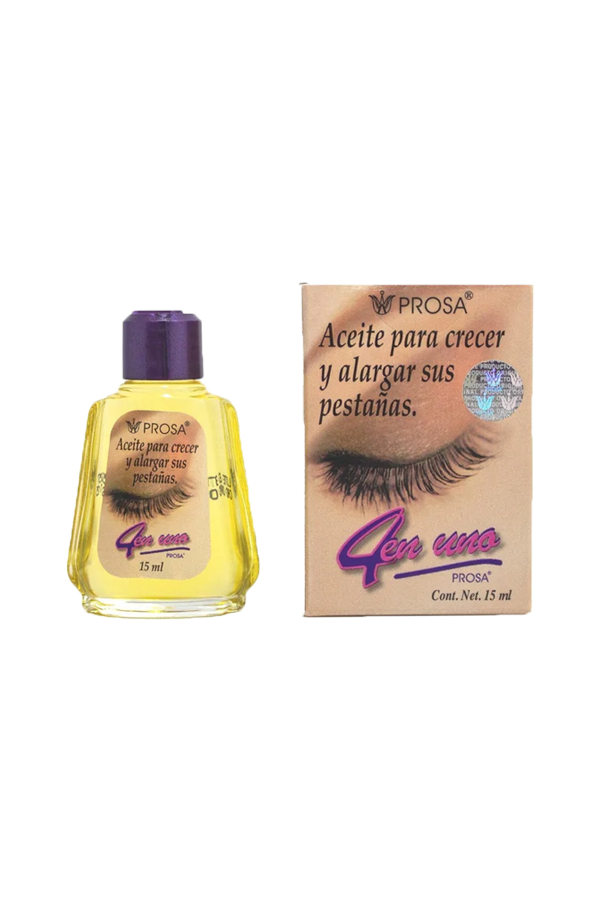 PROSA®
Aceite para crecer
y alargar sus
pestañas.
4en uno
PROSA®
15 ml
PROSA®
Aceite para crecer
y alargar sus
pestañas.
4en uno
PROSA®
Cont. Net. 15 ml